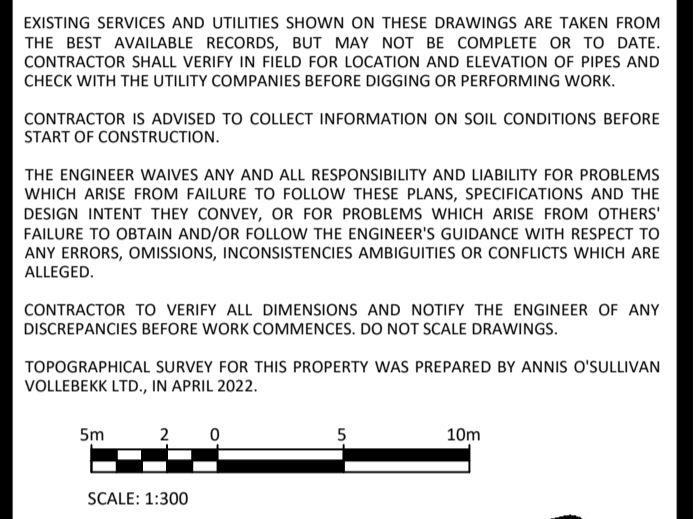 EXISTING SERVICES AND UTILITIES SHOWN ON THESE DRAWINGS ARE TAKEN FROM
THE BEST AVAILABLE RECORDS, BUT MAY NOT BE COMPLETE OR TO DATE.
CONTRACTOR SHALL VERIFY IN FIELD FOR LOCATION AND ELEVATION OF PIPES AND
CHECK WITH THE UTILITY COMPANIES BEFORE DIGGING OR PERFORMING WORK.
CONTRACTOR IS ADVISED TO COLLECT INFORMATION ON SOIL CONDITIONS BEFORE
START OF CONSTRUCTION.
THE ENGINEER WAIVES ANY AND ALL RESPONSIBILITY AND LIABILITY FOR PROBLEMS
WHICH ARISE FROM FAILURE TO FOLLOW THESE PLANS, SPECIFICATIONS AND THE
DESIGN INTENT THEY CONVEY, OR FOR PROBLEMS WHICH ARISE FROM OTHERS'
FAILURE TO OBTAIN AND/OR FOLLOW THE ENGINEER'S GUIDANCE WITH RESPECT TO
ANY ERRORS, OMISSIONS, INCONSISTENCIES AMBIGUITIES OR CONFLICTS WHICH ARE
ALLEGED.
CONTRACTOR TO VERIFY ALL DIMENSIONS AND NOTIFY THE ENGINEER OF ANY
DISCREPANCIES BEFORE WORK COMMENCES. DO NOT SCALE DRAWINGS.
TOPOGRAPHICAL SURVEY FOR THIS PROPERTY WAS PREPARED BY ANNIS O'SULLIVAN
VOLLEBEKK LTD., IN APRIL 2022.
5m 2 0 5 10m
SCALE: 1:300